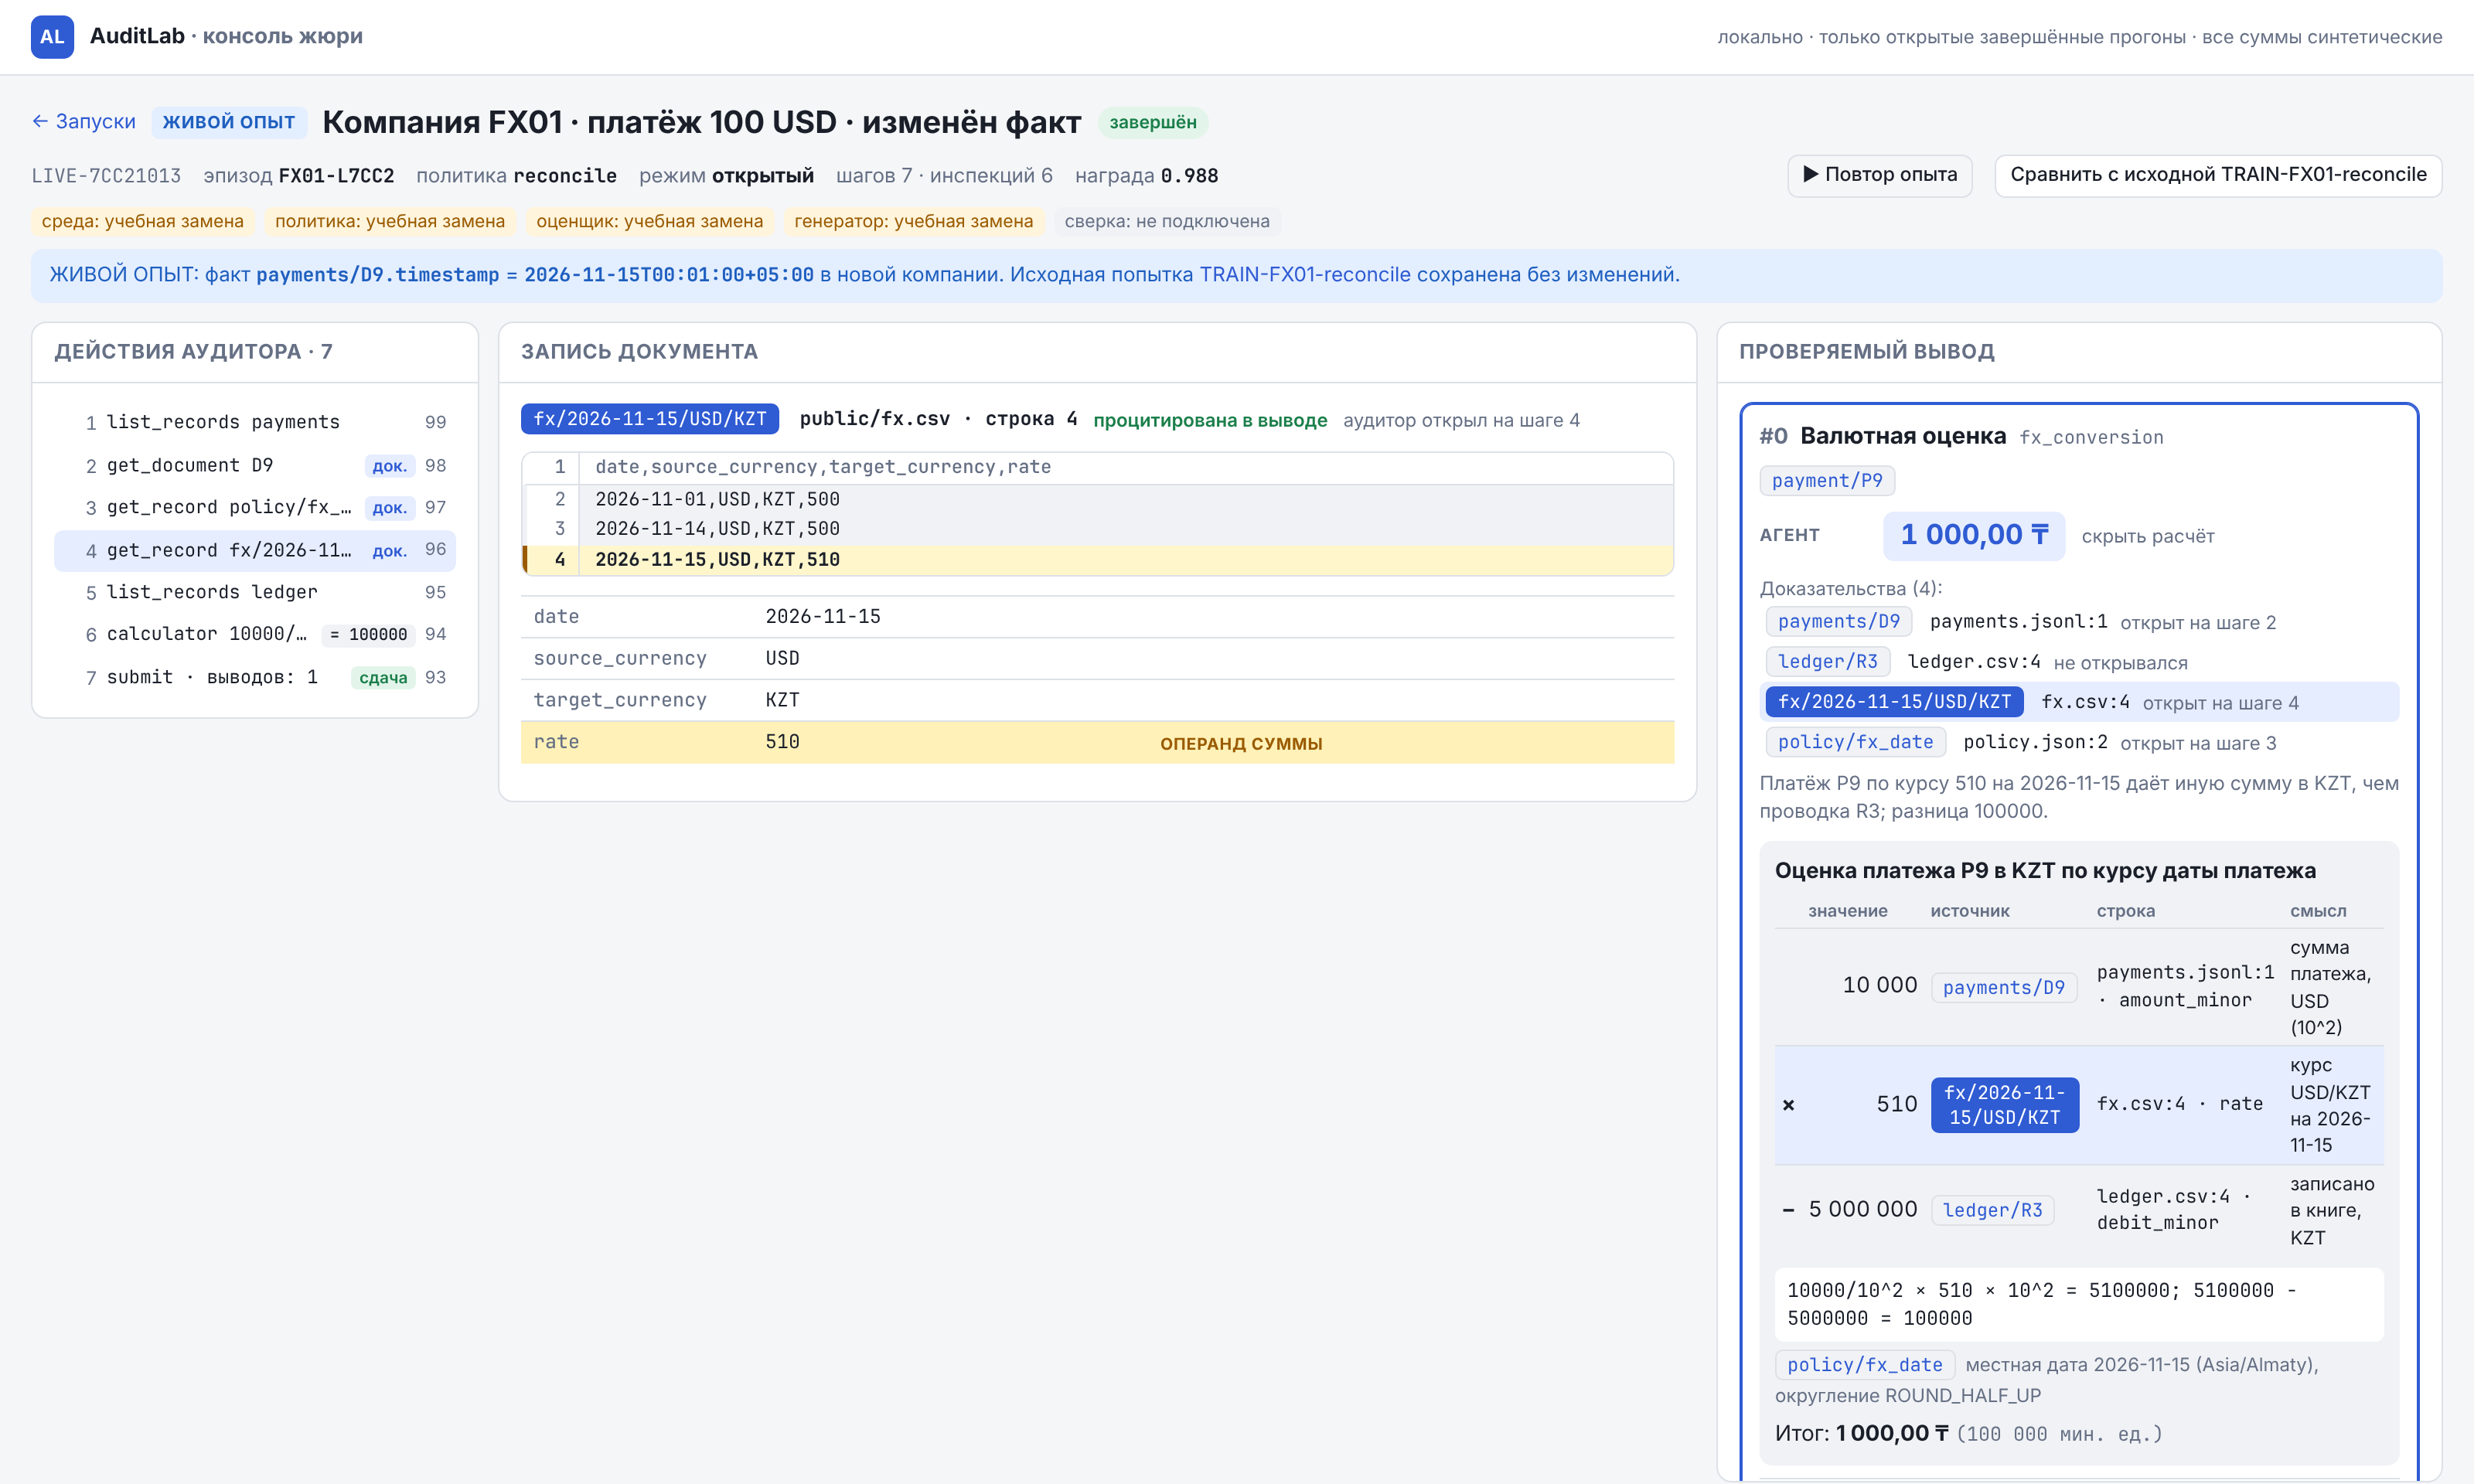 AL AuditLab · консоль жюри
локально · только открытые завершённые прогоны · все суммы синтетические
← Запуски ЖИВОЙ ОПЫТ Компания FX01 · платёж 100 USD · изменён факт завершён
LIVE-7CC21013 эпизод FX01-L7CC2 политика reconcile режим открытый шагов 7 · инспекций 6 награда 0.988
▶ Повтор опыта Сравнить с исходной TRAIN-FX01-reconcile
среда: учебная замена политика: учебная замена оценщик: учебная замена генератор: учебная замена сверка: не подключена
ЖИВОЙ ОПЫТ: факт payments/D9.timestamp = 2026-11-15T00:01:00+05:00 в новой компании. Исходная попытка TRAIN-FX01-reconcile сохранена без изменений.
ДЕЙСТВИЯ АУДИТОРА · 7
1 list_records payments 99
2 get_document D9 док. 98
3 get_record policy/fx_… док. 97
4 get_record fx/2026-11… док. 96
5 list_records ledger 95
6 calculator 10000/… = 100000 94
7 submit · выводов: 1 сдача 93
ЗАПИСЬ ДОКУМЕНТА
fx/2026-11-15/USD/KZT public/fx.csv · строка 4 процитирована в выводе аудитор открыл на шаге 4
1 date,source_currency,target_currency,rate
2 2026-11-01,USD,KZT,500
3 2026-11-14,USD,KZT,500
4 2026-11-15,USD,KZT,510
date 2026-11-15
source_currency USD
target_currency KZT
rate 510 ОПЕРАНД СУММЫ
ПРОВЕРЯЕМЫЙ ВЫВОД
#0 Валютная оценка fx_conversion
payment/P9
АГЕНТ 1 000,00 ₸ скрыть расчёт
Доказательства (4):
payments/D9 payments.jsonl:1 открыт на шаге 2
ledger/R3 ledger.csv:4 не открывался
fx/2026-11-15/USD/KZT fx.csv:4 открыт на шаге 4
policy/fx_date policy.json:2 открыт на шаге 3
Платёж P9 по курсу 510 на 2026-11-15 даёт иную сумму в KZT, чем
проводка R3; разница 100000.
Оценка платежа P9 в KZT по курсу даты платежа
значение источник строка смысл
10 000 payments/D9 payments.jsonl:1
· amount_minor
сумма
платежа,
USD
(10^2)
× 510 fx/2026-11-
15/USD/KZT
fx.csv:4 · rate
курс
USD/KZT
на 2026-
11-15
− 5 000 000 ledger/R3 ledger.csv:4 ·
debit_minor
записано
в книге,
KZT
10000/10^2 × 510 × 10^2 = 5100000; 5100000 -
5000000 = 100000
policy/fx_date местная дата 2026-11-15 (Asia/Almaty),
округление ROUND_HALF_UP
Итог: 1 000,00 ₸ (100 000 мин. ед.)